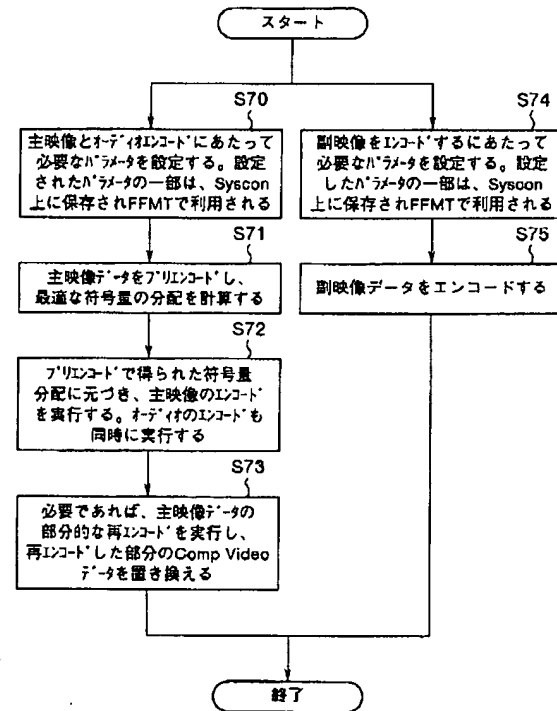 スタート
S70
主映像とオーディオエンコードにあたって
必要なパラメータを設定する。設定
されたパラメータの一部は、Syscon
上に保存されFFMTで利用される
S71
主映像データをプリエンコードし、
最適な符号量の分配を計算する
S72
プリエンコードで得られた符号量
分配に元づき、主映像のエンコード
を実行する。オーディオのエンコードも
同時に実行する
S73
必要であれば、主映像データの
部分的な再エンコードを実行し、
再エンコードした部分のComp Video
データを置き換える
S74
副映像をエンコードするにあたって
必要なパラメータを設定する。設定
したパラメータの一部は、Syscon
上に保存されFFMTで利用される
S75
副映像データをエンコードする
終了